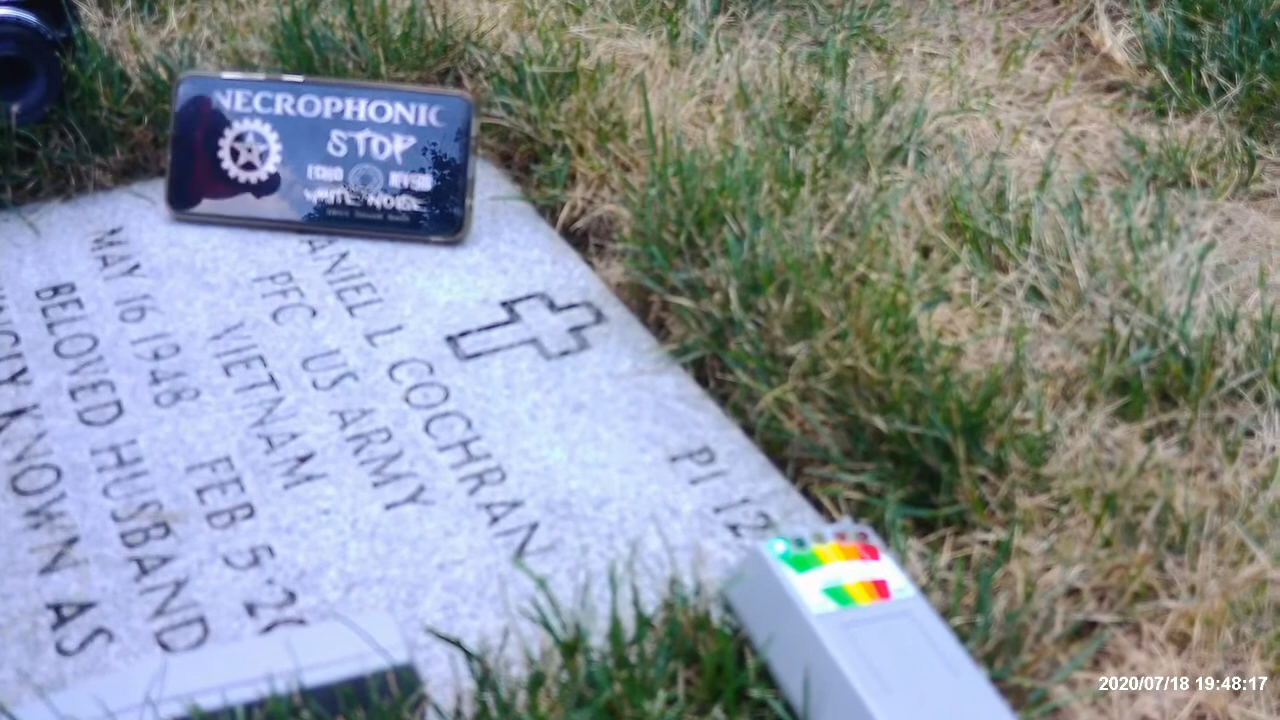 NECROPHONIC
STOP
ECHO
WHITE NOISE
PI 12
ANIEL L COCHRAN
PFC US ARMY
VIETNAM
MAY 16 1948 FEB 5 2
BELOVED HUSBAND
KNOWN AS
2020/07/18 19:48:17